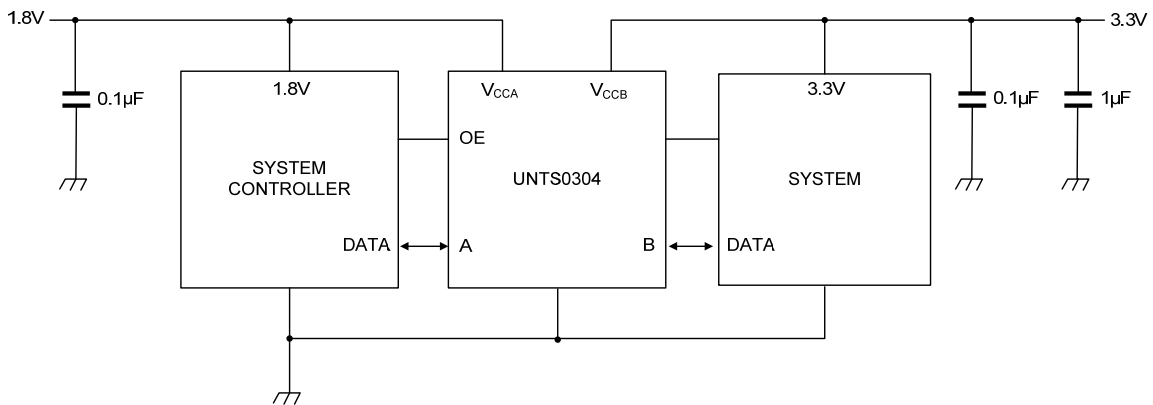 1.8V
3.3V
1.8V
VCCA
VCCB
3.3V
0.1µF
0.1µF
1µF
OE
SYSTEM
CONTROLLER
UNTS0304
SYSTEM
DATA
A
B
DATA